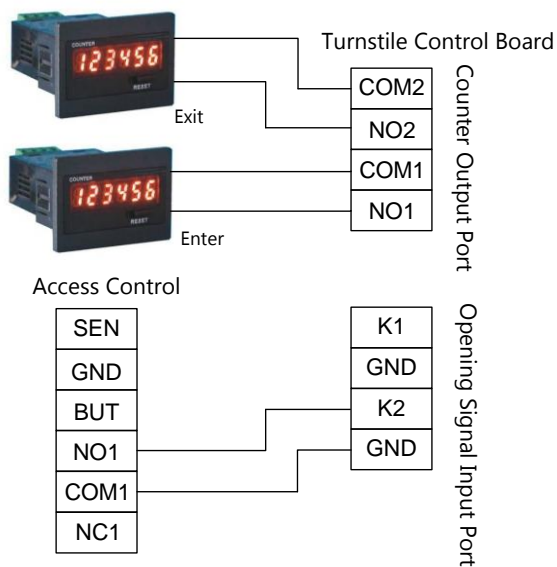 Turnstile Control Board
COUNTER
123456
RESET
Exit
COM2
NO2
COM1
NO1
Counter Output Port
COUNTER
123456
RESET
Enter
Access Control
SEN
GND
BUT
NO1
COM1
NC1
K1
GND
K2
GND
Opening Signal Input Port